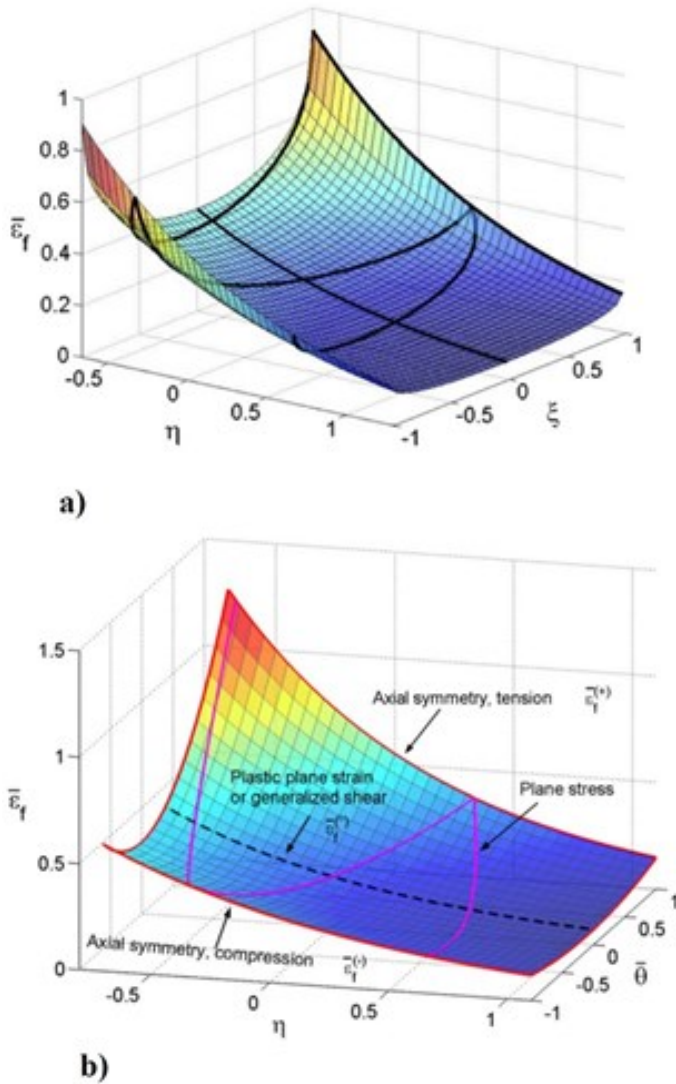 1
0.8
0.6
0.4
0.2
0
ε̄f
-0.5
0
0.5
1
η
-1
-0.5
0
0.5
1
ξ
a)
1.5
1
0.5
0
ε̄f
Axial symmetry, tension ε̄f(+)
Plastic plane strain
or generalized shear
Plane stress
Axial symmetry, compression ε̄f(-)
-0.5
0
0.5
1
η
-1
-0.5
0
0.5
1
θ̄
b)